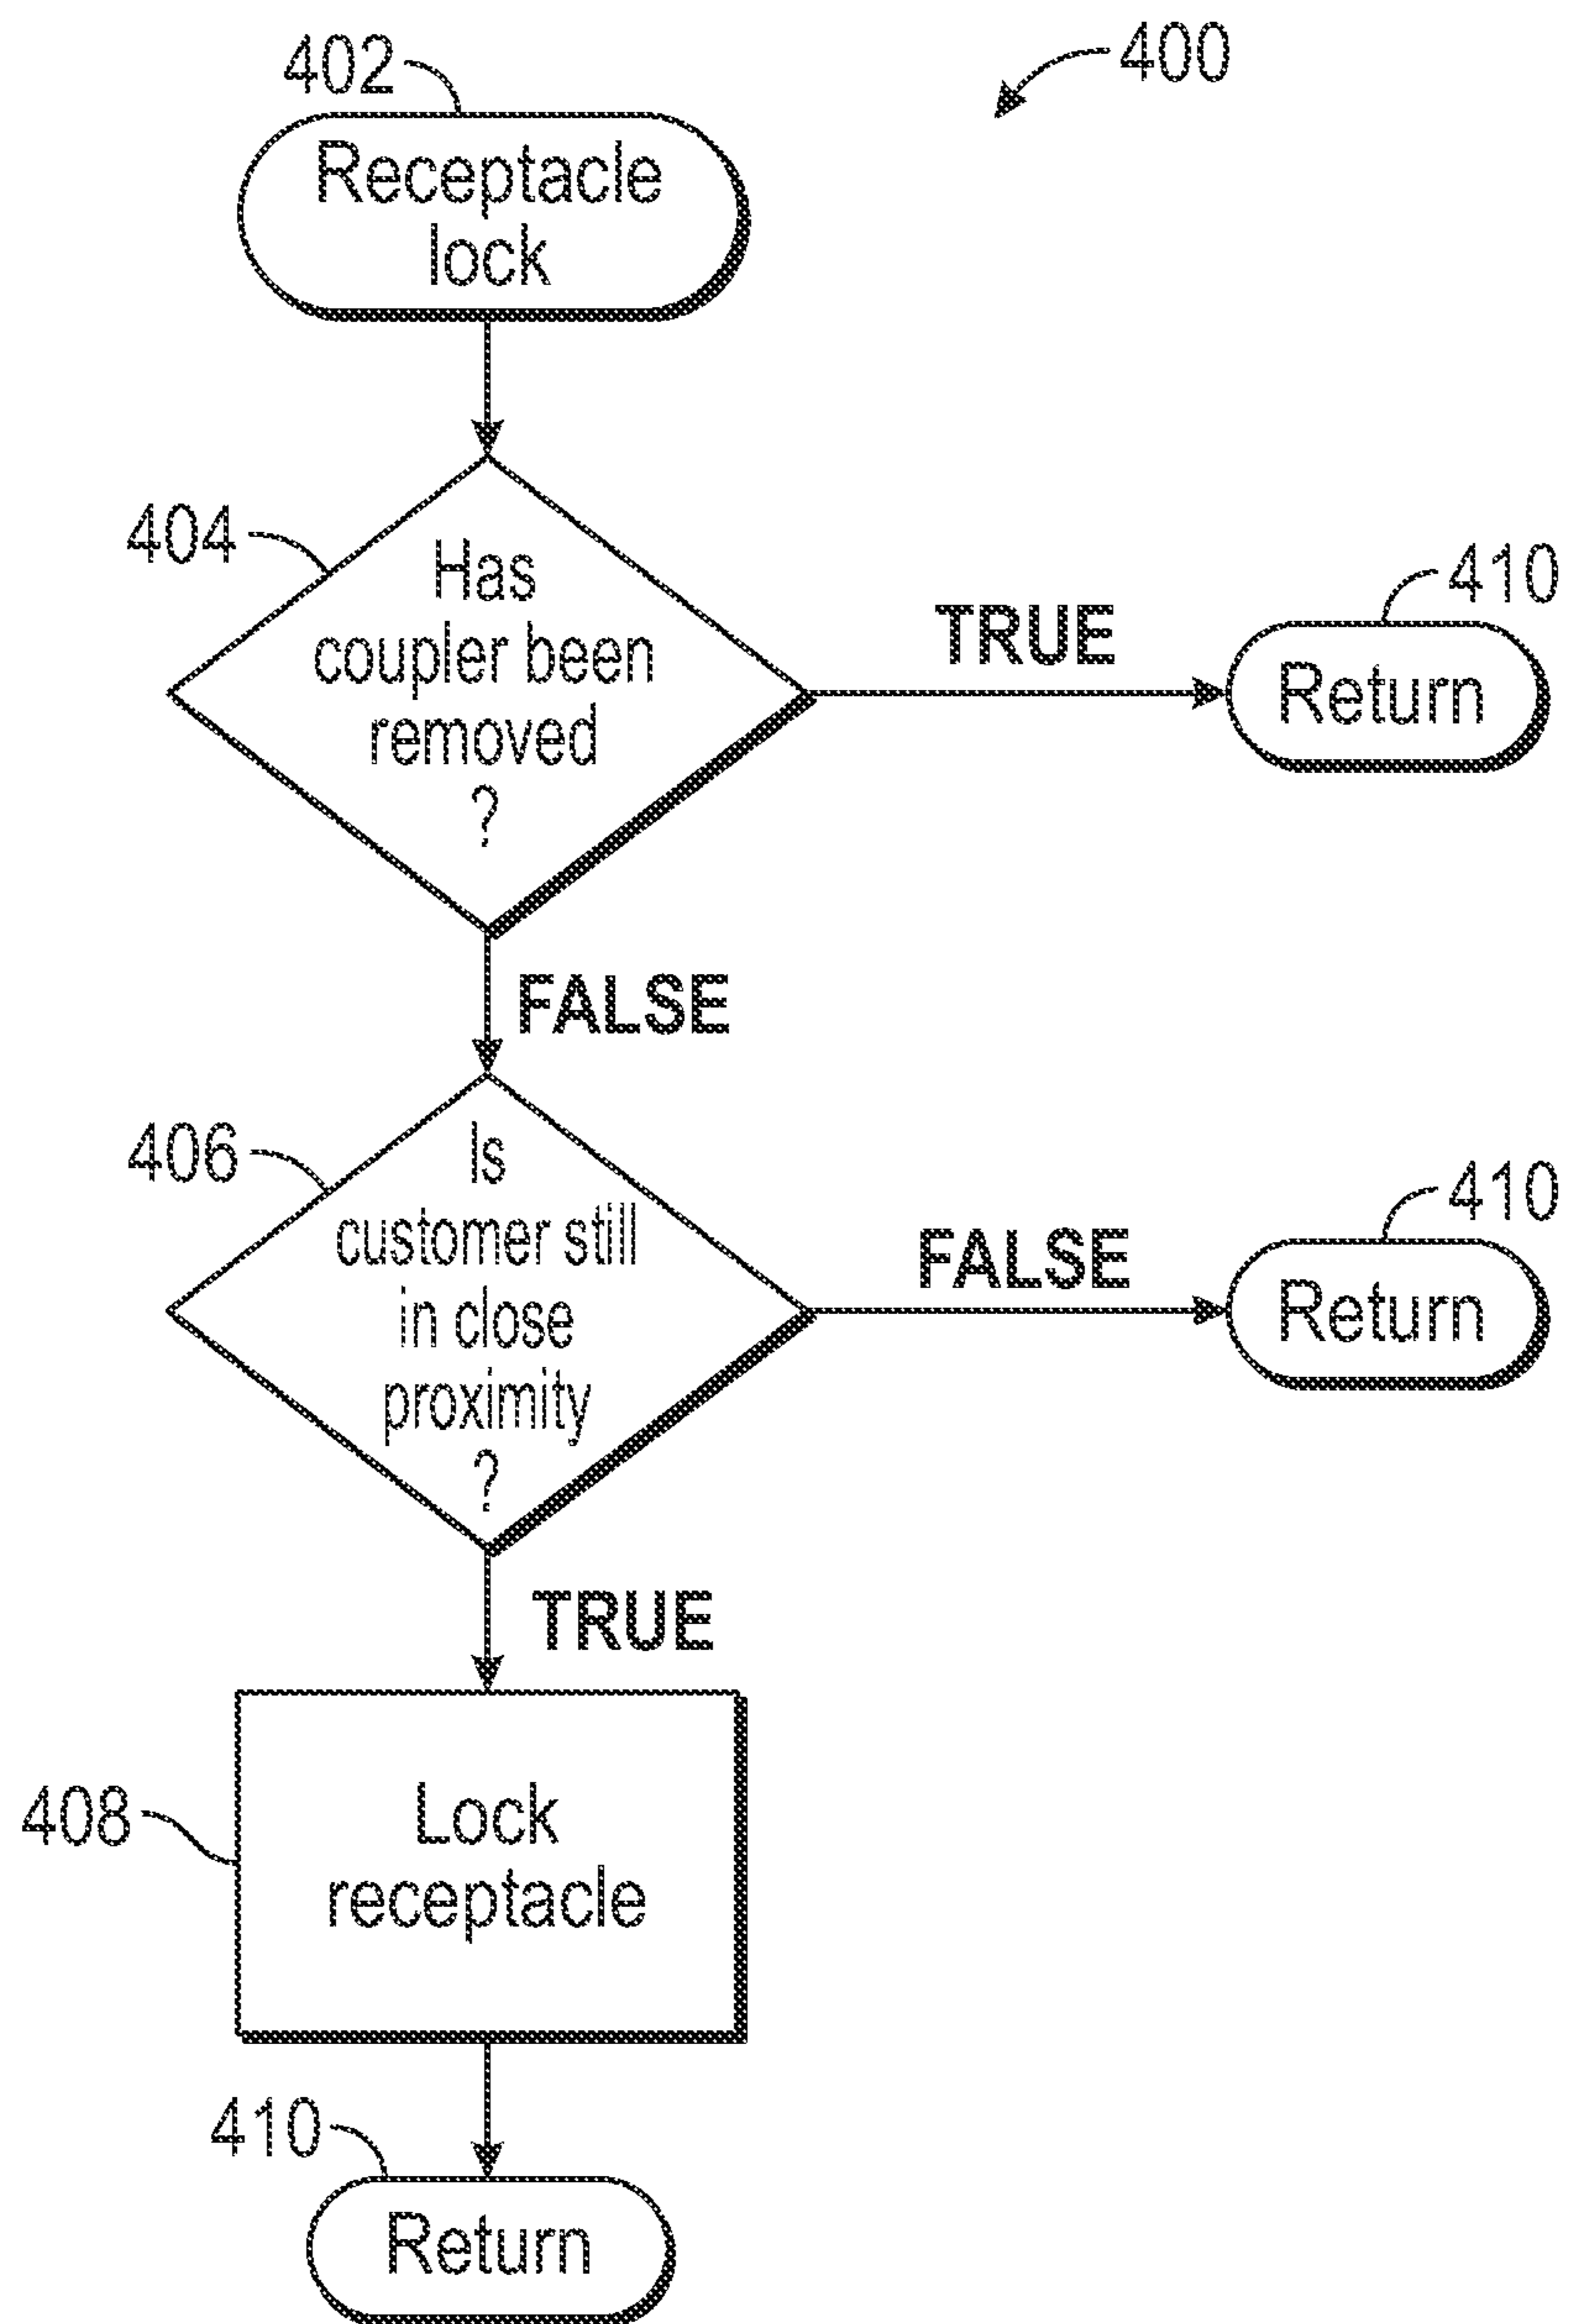 402
400
Receptacle
lock
404
Has
coupler been
removed
?
TRUE
410
Return
FALSE
406
Is
customer still
in close
proximity
?
FALSE
410
Return
TRUE
408
Lock
receptacle
410
Return